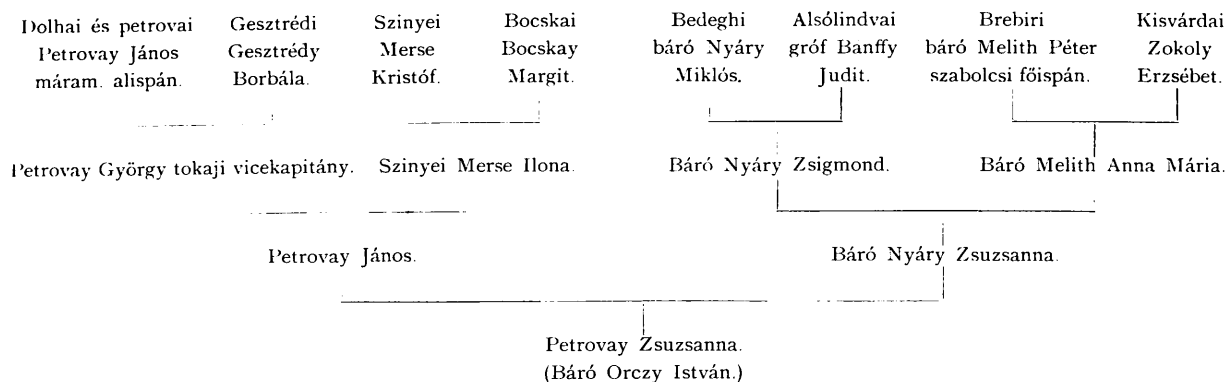 Dolhai és petrovai
Petrovay János
máram. alispán.
Gesztrédi
Gesztrédy
Borbála.
Szinyei
Merse
Kristóf.
Bocskai
Bocskay
Margit.
Bedeghi
báró Nyáry
Miklós.
Alsólindvai
gróf Banffy
Judit.
Brebiri
báró Melith Péter
szabolcsi főispán.
Kisvárdai
Zokoly
Erzsébet.
Petrovay György tokaji vicekapitány.
Szinyei Merse Ilona.
Báró Nyáry Zsigmond.
Báró Melith Anna Mária.
Petrovay János.
Báró Nyáry Zsuzsanna.
Petrovay Zsuzsanna.
(Báró Orczy István.)